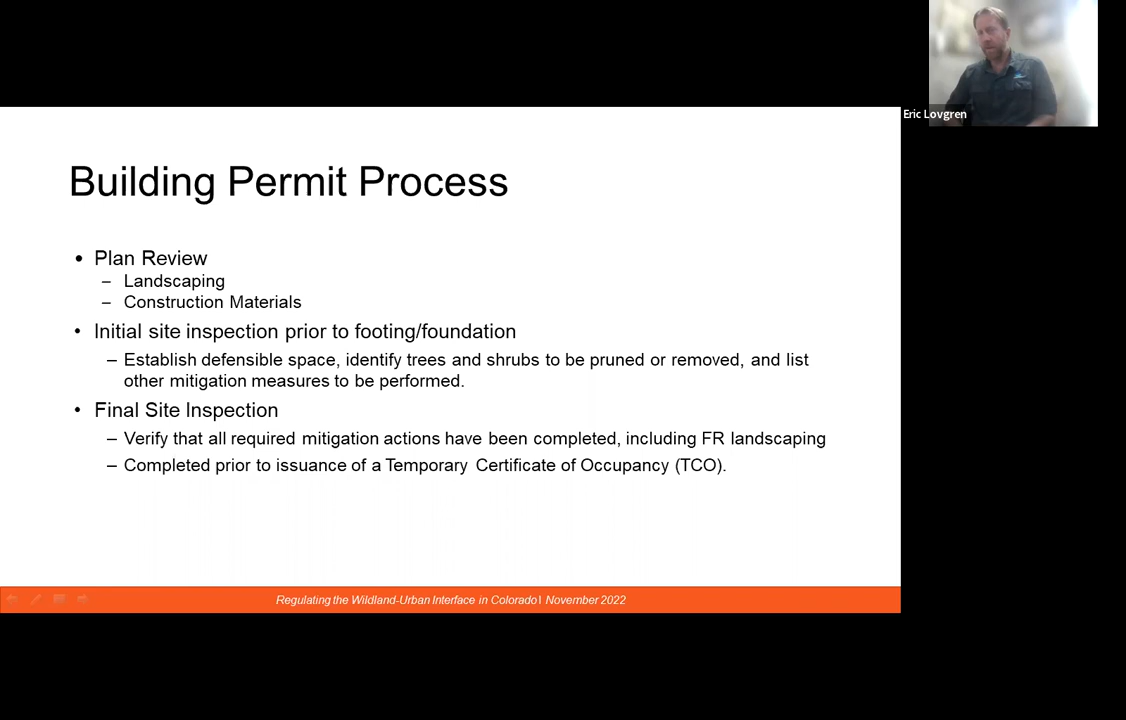 Eric Lovgren
Building Permit Process
• Plan Review
– Landscaping
– Construction Materials
• Initial site inspection prior to footing/foundation
– Establish defensible space, identify trees and shrubs to be pruned or removed, and list
other mitigation measures to be performed.
• Final Site Inspection
– Verify that all required mitigation actions have been completed, including FR landscaping
– Completed prior to issuance of a Temporary Certificate of Occupancy (TCO).
Regulating the Wildland-Urban Interface in Colorado| November 2022